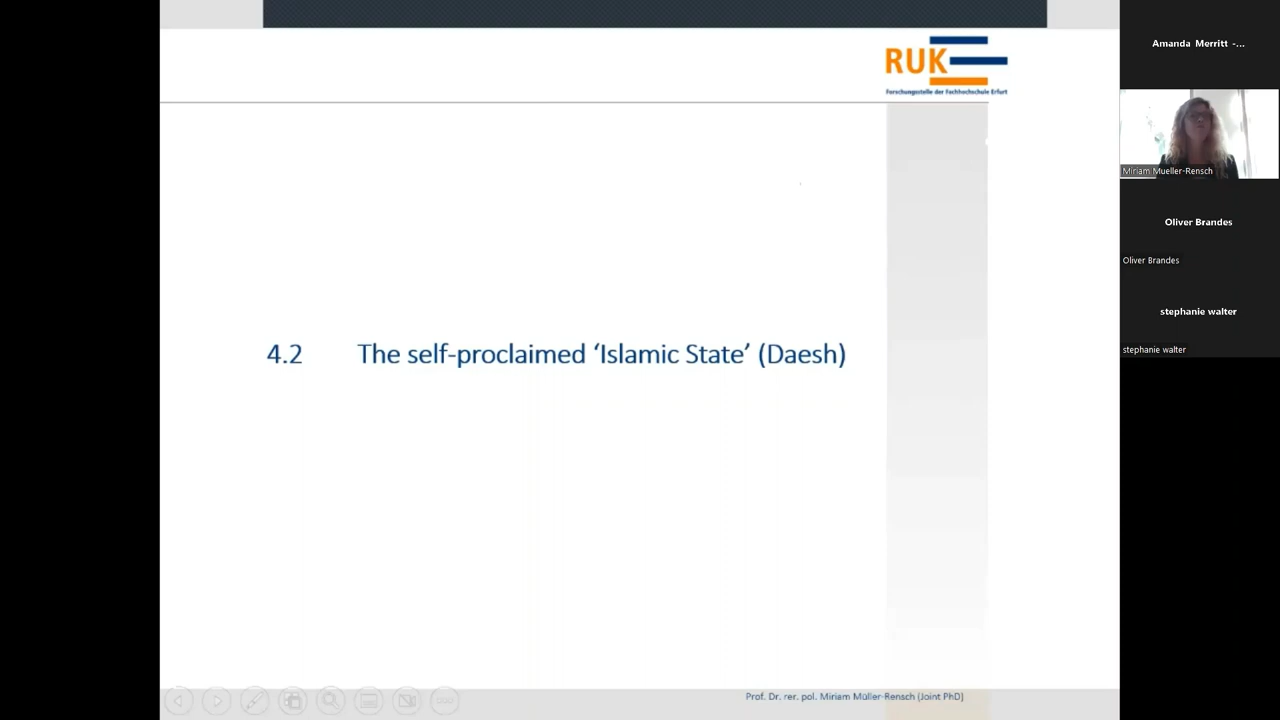 RUK
Forschungsstelle der Fachhochschule Erfurt
4.2 The self-proclaimed ‘Islamic State’ (Daesh)
Prof. Dr. rer. pol. Miriam Müller-Rensch (Joint PhD)
Amanda Merritt -...
Miriam Mueller-Rensch
Oliver Brandes
Oliver Brandes
stephanie walter
stephanie walter